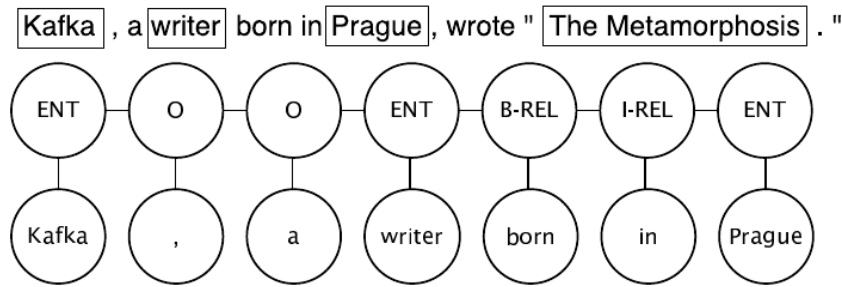 Kafka , a writer born in Prague , wrote " The Metamorphosis . "
ENT O O ENT B-REL I-REL ENT
Kafka , a writer born in Prague